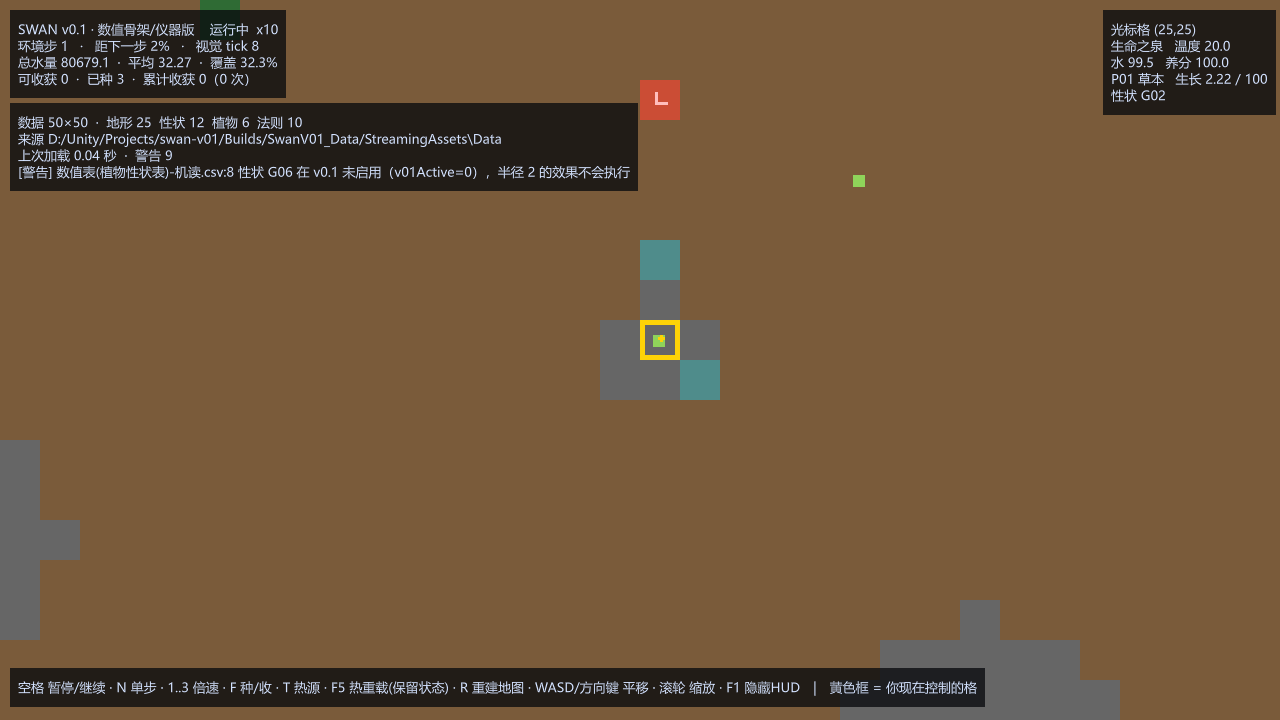 SWAN v0.1 · 数值骨架/仪器版 运行中 x10
环境步 1 · 距下一步 2% · 视觉 tick 8
总水量 80679.1 · 平均 32.27 · 覆盖 32.3%
可收获 0 · 已种 3 · 累计收获 0（0 次）
数据 50×50 · 地形 25 性状 12 植物 6 法则 10
来源 D:/Unity/Projects/swan-v01/Builds/SwanV01_Data/StreamingAssets\Data
上次加载 0.04 秒 · 警告 9
[警告] 数值表(植物性状表)-机读.csv:8 性状 G06 在 v0.1 未启用（v01Active=0），半径 2 的效果不会执行
光标格 (25,25)
生命之泉 温度 20.0
水 99.5 养分 100.0
P01 草本 生长 2.22 / 100
性状 G02
空格 暂停/继续 · N 单步 · 1..3 倍速 · F 种/收 · T 热源 · F5 热重载(保留状态) · R 重建地图 · WASD/方向键 平移 · 滚轮 缩放 · F1 隐藏HUD | 黄色框 = 你现在控制的格